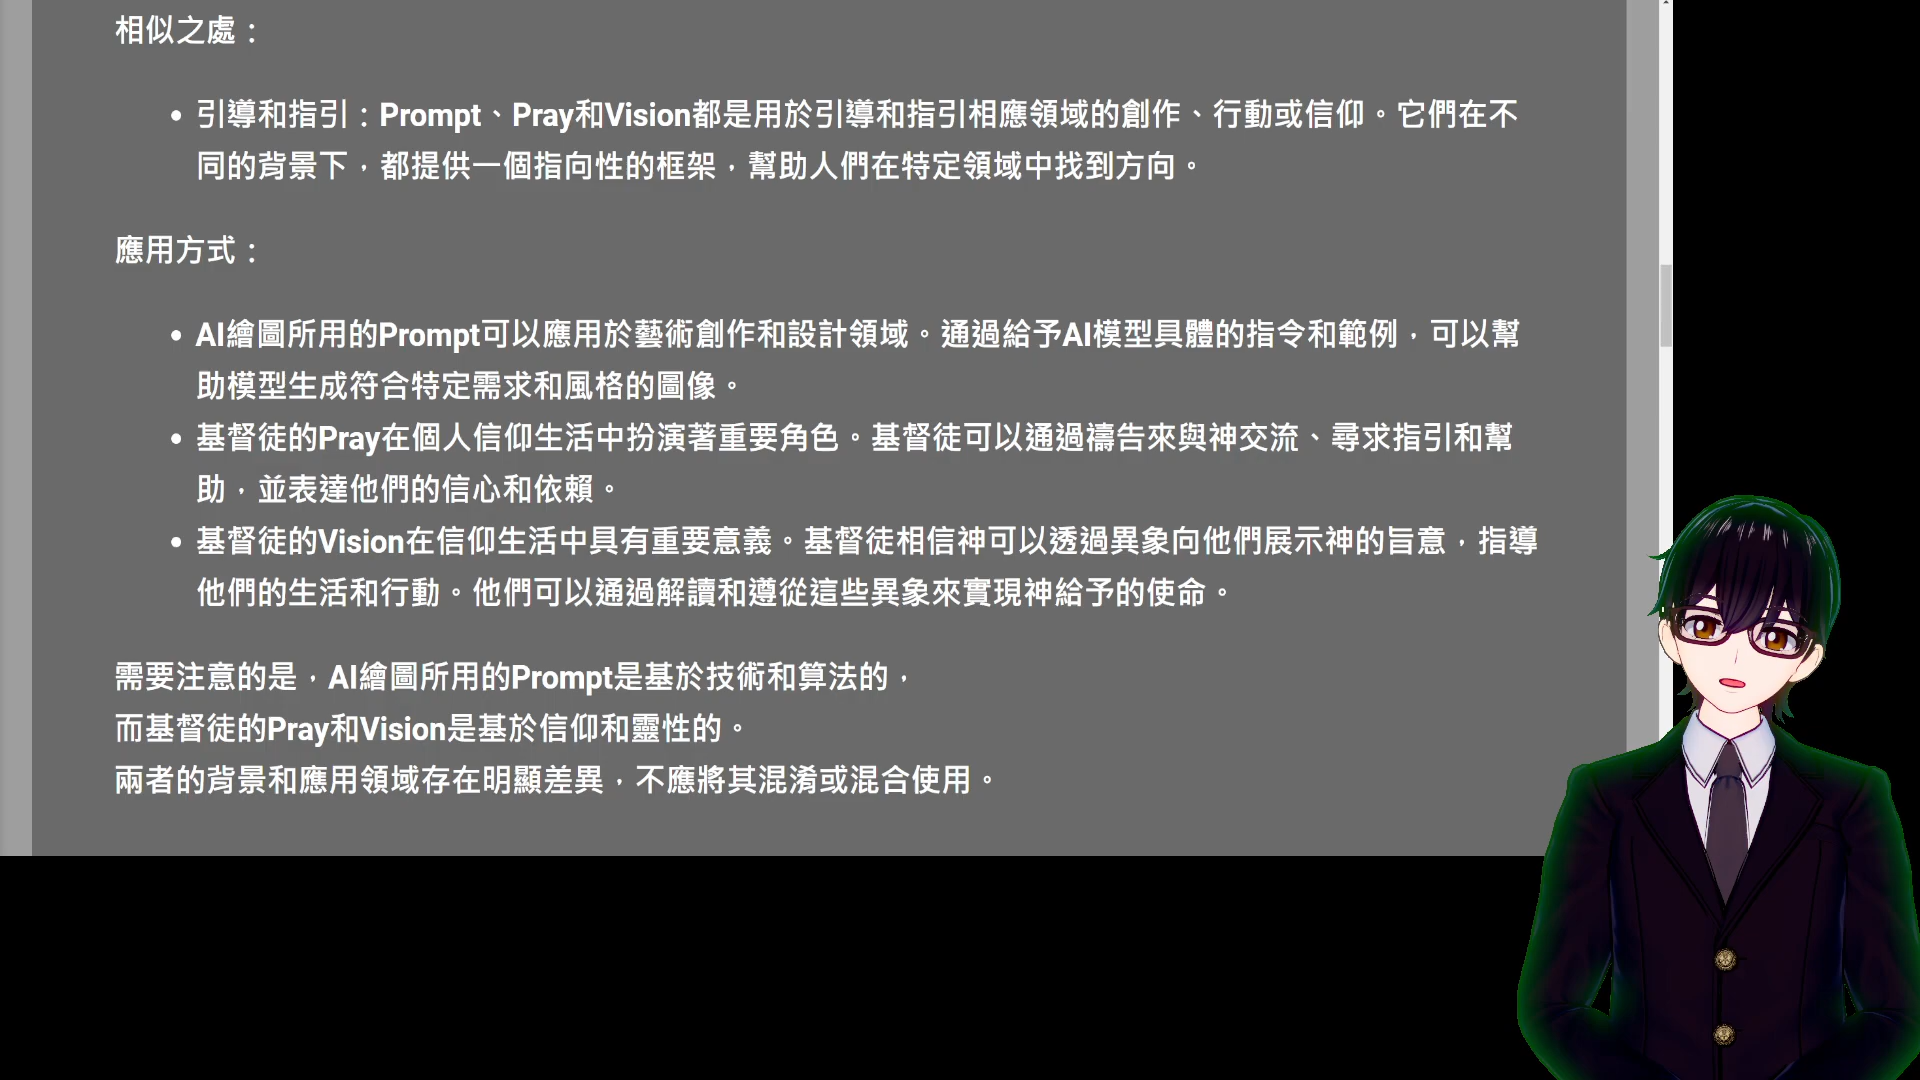 相似之處：
引導和指引：Prompt、Pray和Vision都是用於引導和指引相應領域的創作、行動或信仰。它們在不
同的背景下，都提供一個指向性的框架，幫助人們在特定領域中找到方向。
應用方式：
AI繪圖所用的Prompt可以應用於藝術創作和設計領域。通過給予AI模型具體的指令和範例，可以幫
助模型生成符合特定需求和風格的圖像。
基督徒的Pray在個人信仰生活中扮演著重要角色。基督徒可以通過禱告來與神交流、尋求指引和幫
助，並表達他們的信心和依賴。
基督徒的Vision在信仰生活中具有重要意義。基督徒相信神可以透過異象向他們展示神的旨意，指導
他們的生活和行動。他們可以通過解讀和遵從這些異象來實現神給予的使命。
需要注意的是，AI繪圖所用的Prompt是基於技術和算法的，
而基督徒的Pray和Vision是基於信仰和靈性的。
兩者的背景和應用領域存在明顯差異，不應將其混淆或混合使用。